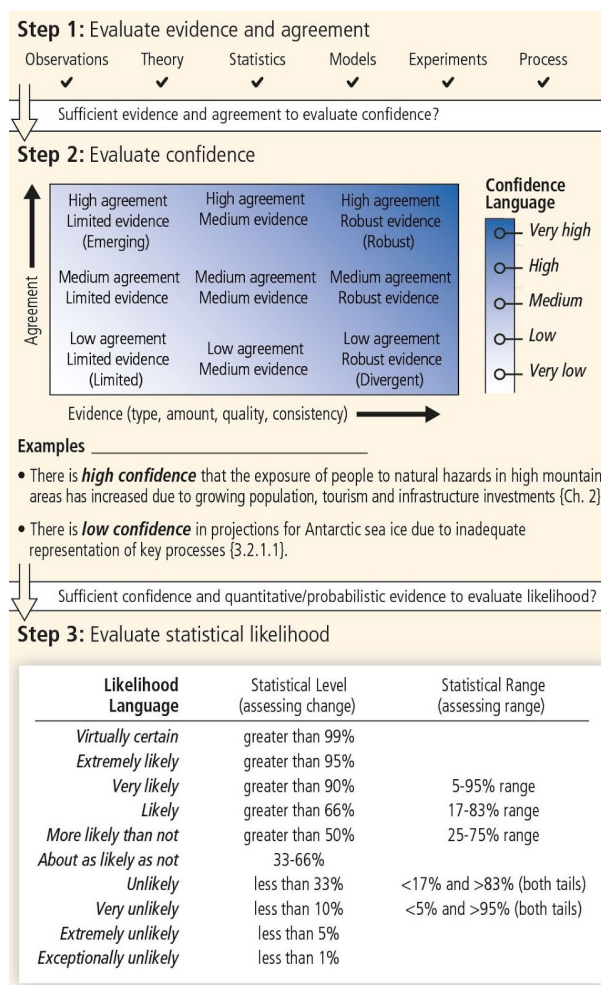 Step 1: Evaluate evidence and agreement
Observations Theory Statistics Models Experiments Process
✔ ✔ ✔ ✔ ✔ ✔
Sufficient evidence and agreement to evaluate confidence?
Step 2: Evaluate confidence
Agreement
High agreement
Limited evidence
(Emerging)
High agreement
Medium evidence
High agreement
Robust evidence
(Robust)
Medium agreement
Limited evidence
Medium agreement
Medium evidence
Medium agreement
Robust evidence
Low agreement
Limited evidence
(Limited)
Low agreement
Medium evidence
Low agreement
Robust evidence
(Divergent)
Evidence (type, amount, quality, consistency)
Confidence
Language
Very high
High
Medium
Low
Very low
Examples
• There is high confidence that the exposure of people to natural hazards in high mountain
areas has increased due to growing population, tourism and infrastructure investments {Ch. 2}
• There is low confidence in projections for Antarctic sea ice due to inadequate
representation of key processes {3.2.1.1}.
Sufficient confidence and quantitative/probabilistic evidence to evaluate likelihood?
Step 3: Evaluate statistical likelihood
Likelihood Statistical Level Statistical Range
Language (assessing change) (assessing range)
Virtually certain greater than 99%
Extremely likely greater than 95%
Very likely greater than 90% 5-95% range
Likely greater than 66% 17-83% range
More likely than not greater than 50% 25-75% range
About as likely as not 33-66%
Unlikely less than 33% <17% and >83% (both tails)
Very unlikely less than 10% <5% and >95% (both tails)
Extremely unlikely less than 5%
Exceptionally unlikely less than 1%